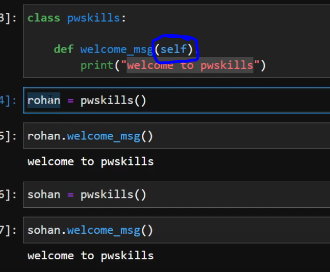 3]: class pwskills:
def welcome_msg(self)
print("welcome to pwskills")
4]: rohan = pwskills()
5]: rohan.welcome_msg()
welcome to pwskills
6]: sohan = pwskills()
7]: sohan.welcome_msg()
welcome to pwskills